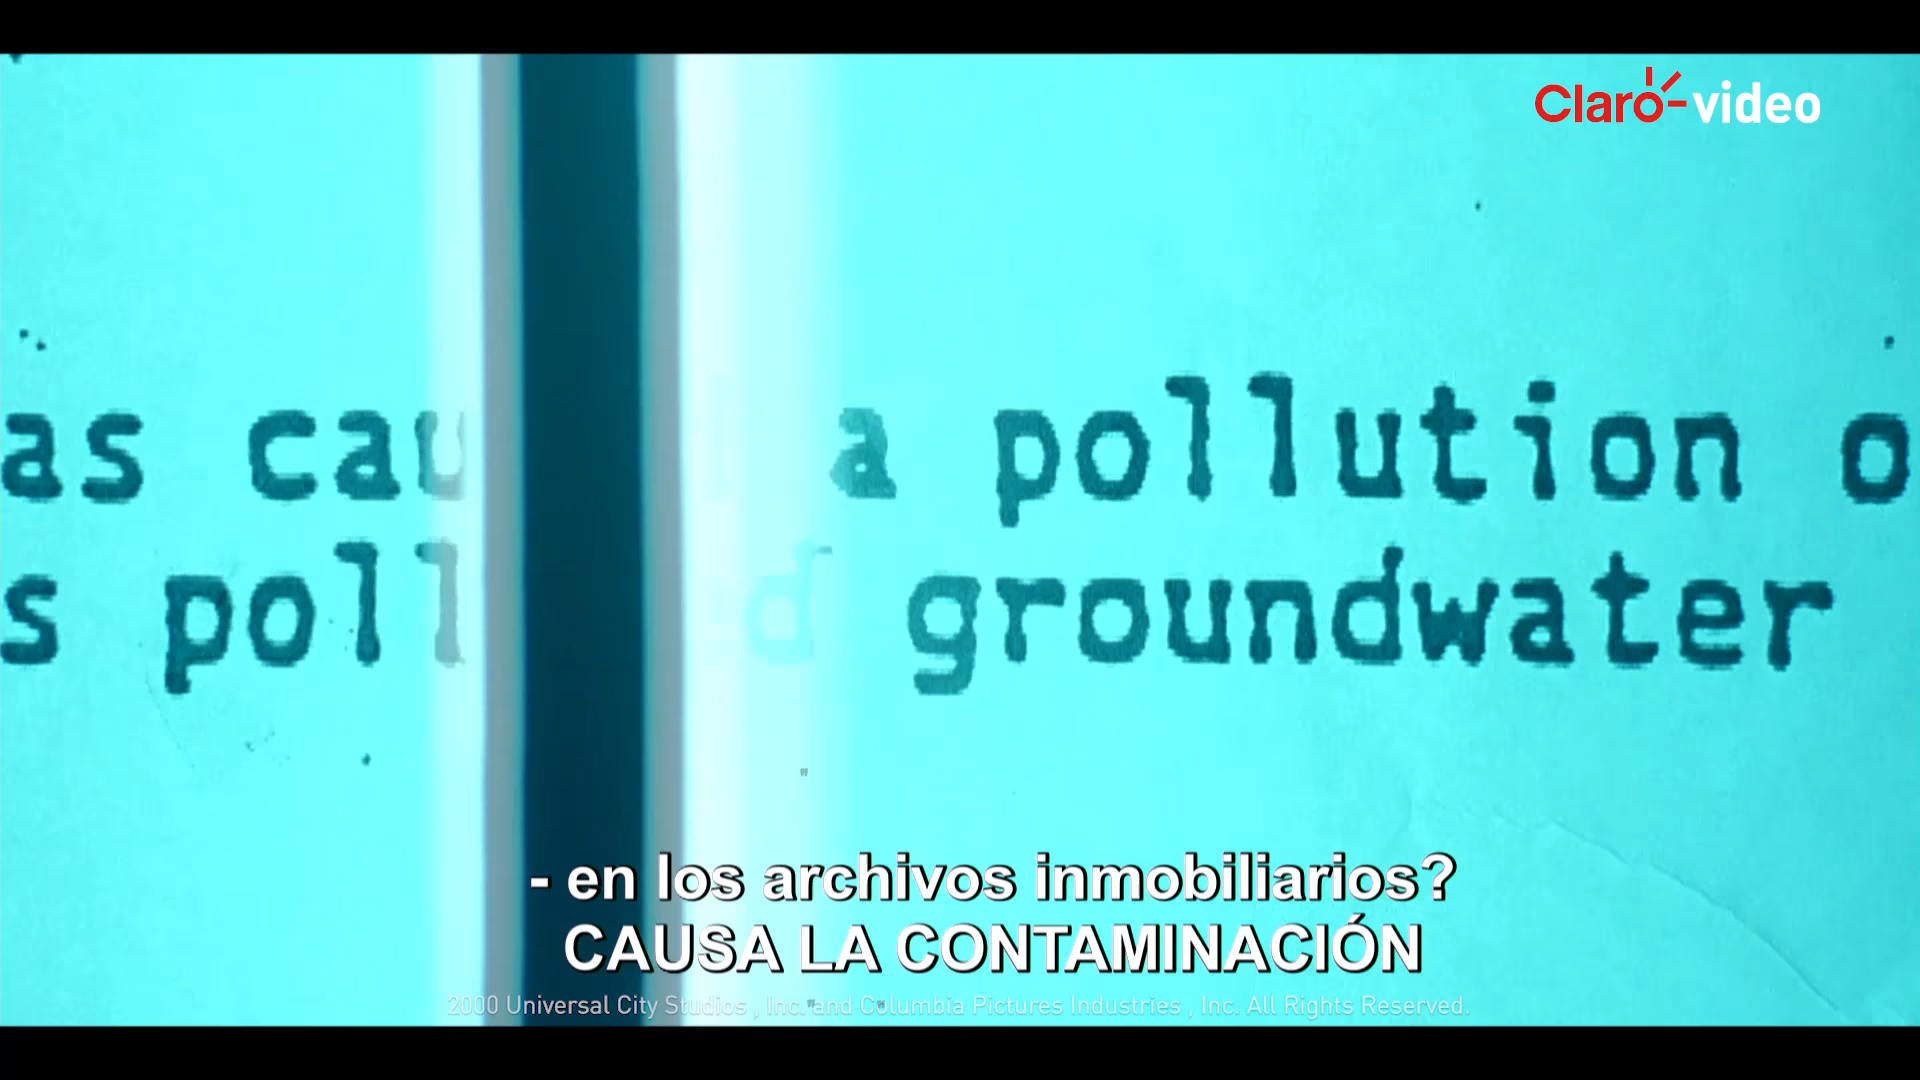 Claro-video
as cau a pollution o
s poll d groundwater
- en los archivos inmobiliarios?
CAUSA LA CONTAMINACIÓN
2000 Universal City Studios , Inc. and Columbia Pictures Industries , Inc. All Rights Reserved.